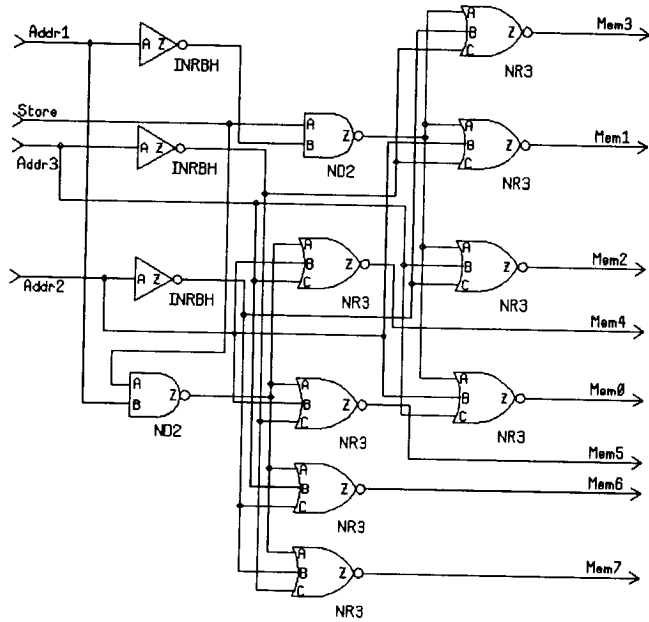 Addr1
A Z
INRBH
A
B
C
NR3
Mem3
Store
A
B
Z
ND2
Addr3
A Z
INRBH
A
B
C
Z
NR3
Mem1
A
B
C
Z
NR3
Mem4
A
B
C
Z
NR3
Mem2
Addr2
A Z
INRBH
A
B
Z
ND2
A
B
C
Z
NR3
Mem5
A
B
C
Z
NR3
Mem0
A
B
C
Z
NR3
Mem6
A
B
C
Z
NR3
Mem7